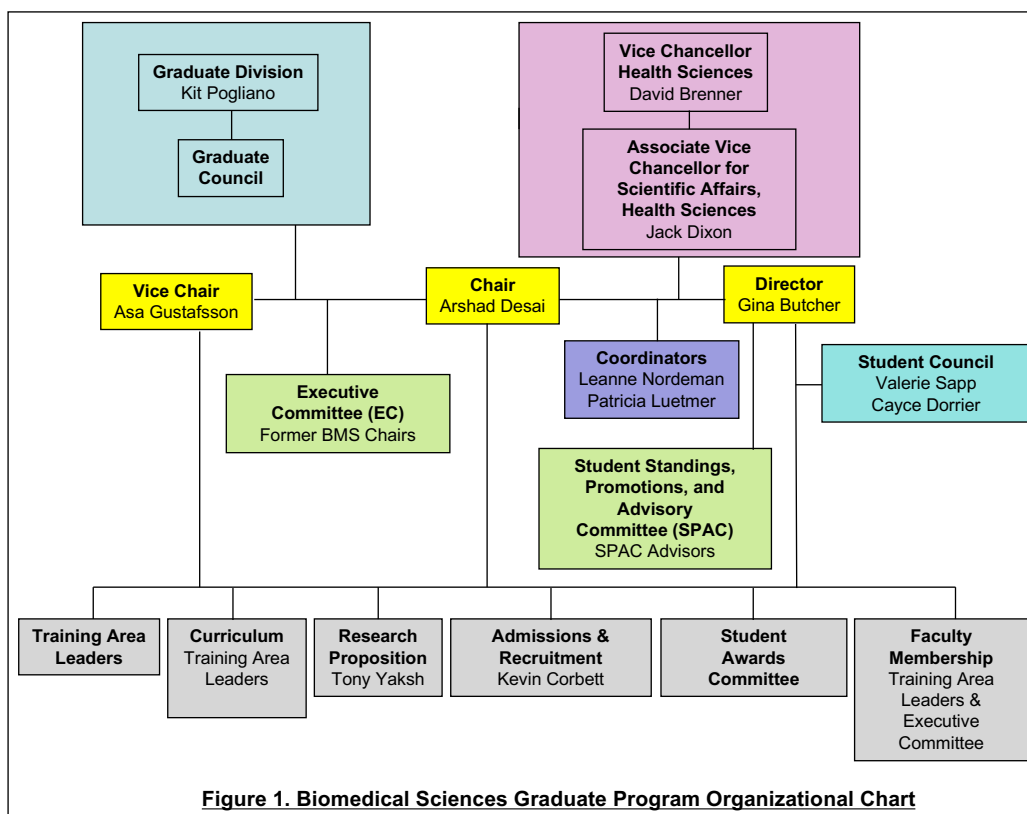 Graduate Division
Kit Pogliano
Graduate
Council
Vice Chancellor
Health Sciences
David Brenner
Associate Vice
Chancellor for
Scientific Affairs,
Health Sciences
Jack Dixon
Vice Chair
Asa Gustafsson
Chair
Arshad Desai
Director
Gina Butcher
Executive
Committee (EC)
Former BMS Chairs
Coordinators
Leanne Nordeman
Patricia Luetmer
Student Council
Valerie Sapp
Cayce Dorrier
Student Standings,
Promotions, and
Advisory
Committee (SPAC)
SPAC Advisors
Training Area
Leaders
Curriculum
Training Area
Leaders
Research
Proposition
Tony Yaksh
Admissions &
Recruitment
Kevin Corbett
Student
Awards
Committee
Faculty
Membership
Training Area
Leaders &
Executive
Committee
Figure 1. Biomedical Sciences Graduate Program Organizational Chart